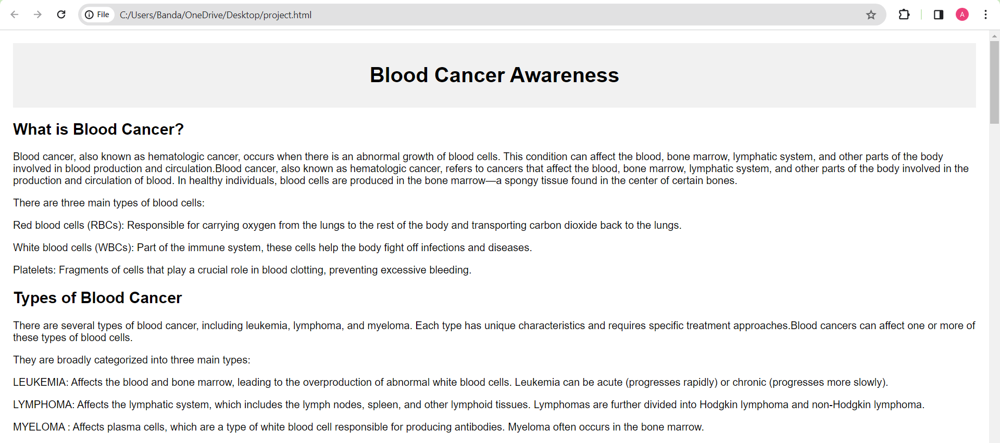 File C:/Users/Banda/OneDrive/Desktop/project.html A
Blood Cancer Awareness
What is Blood Cancer?
Blood cancer, also known as hematologic cancer, occurs when there is an abnormal growth of blood cells. This condition can affect the blood, bone marrow, lymphatic system, and other parts of the body
involved in blood production and circulation.Blood cancer, also known as hematologic cancer, refers to cancers that affect the blood, bone marrow, lymphatic system, and other parts of the body involved in the
production and circulation of blood. In healthy individuals, blood cells are produced in the bone marrow—a spongy tissue found in the center of certain bones.
There are three main types of blood cells:
Red blood cells (RBCs): Responsible for carrying oxygen from the lungs to the rest of the body and transporting carbon dioxide back to the lungs.
White blood cells (WBCs): Part of the immune system, these cells help the body fight off infections and diseases.
Platelets: Fragments of cells that play a crucial role in blood clotting, preventing excessive bleeding.
Types of Blood Cancer
There are several types of blood cancer, including leukemia, lymphoma, and myeloma. Each type has unique characteristics and requires specific treatment approaches.Blood cancers can affect one or more of
these types of blood cells.
They are broadly categorized into three main types:
LEUKEMIA: Affects the blood and bone marrow, leading to the overproduction of abnormal white blood cells. Leukemia can be acute (progresses rapidly) or chronic (progresses more slowly).
LYMPHOMA: Affects the lymphatic system, which includes the lymph nodes, spleen, and other lymphoid tissues. Lymphomas are further divided into Hodgkin lymphoma and non-Hodgkin lymphoma.
MYELOMA : Affects plasma cells, which are a type of white blood cell responsible for producing antibodies. Myeloma often occurs in the bone marrow.